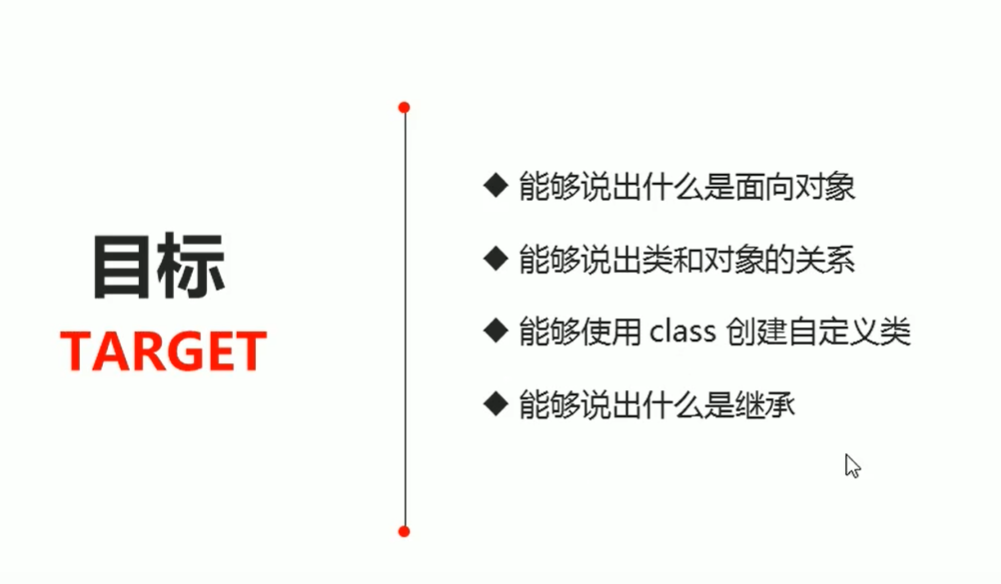 目标
TARGET
◆ 能够说出什么是面向对象
◆ 能够说出类和对象的关系
◆ 能够使用 class 创建自定义类
◆ 能够说出什么是继承